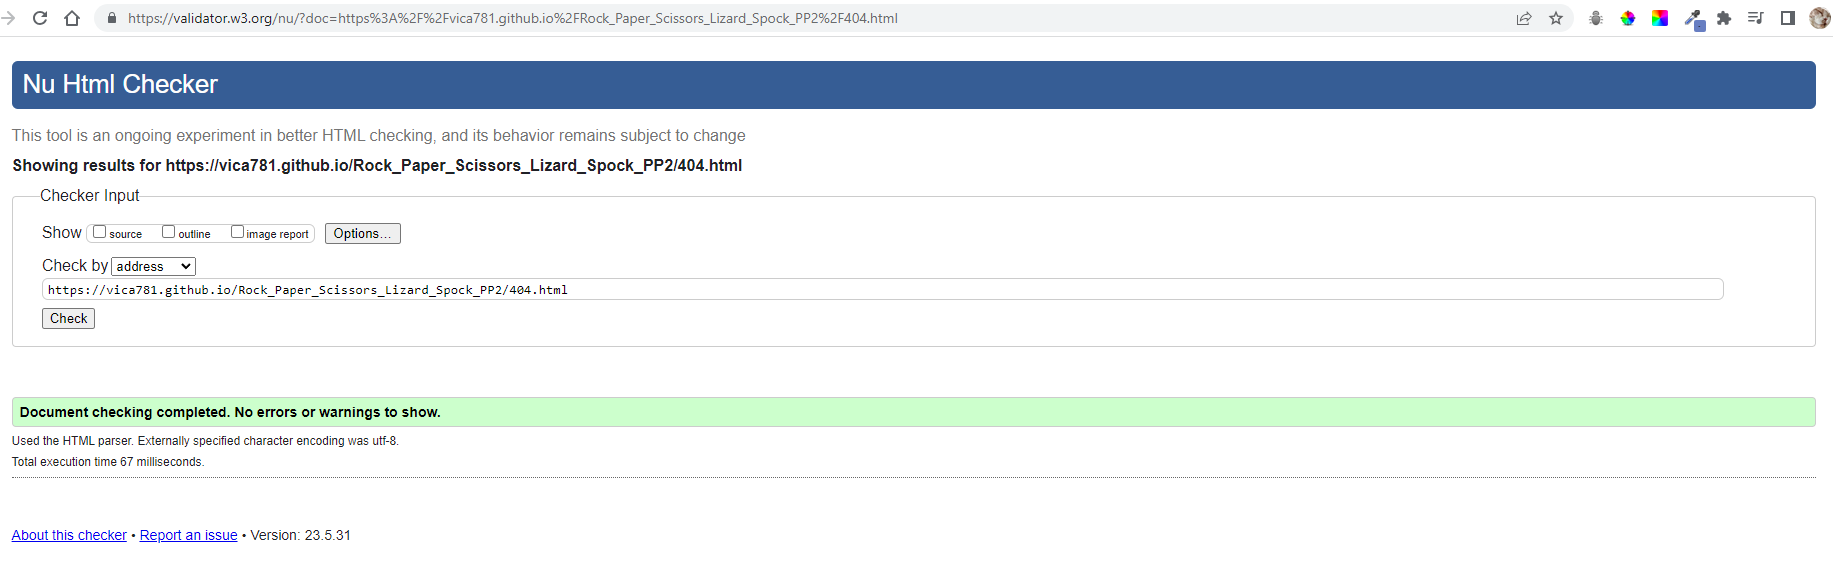 https://validator.w3.org/nu/?doc=https%3A%2F%2Fvica781.github.io%2FRock_Paper_Scissors_Lizard_Spock_PP2%2F404.html
Nu Html Checker
This tool is an ongoing experiment in better HTML checking, and its behavior remains subject to change
Showing results for https://vica781.github.io/Rock_Paper_Scissors_Lizard_Spock_PP2/404.html
Checker Input
Show source outline image report Options...
Check by address
https://vica781.github.io/Rock_Paper_Scissors_Lizard_Spock_PP2/404.html
Check
Document checking completed. No errors or warnings to show.
Used the HTML parser. Externally specified character encoding was utf-8.
Total execution time 67 milliseconds.
About this checker • Report an issue • Version: 23.5.31